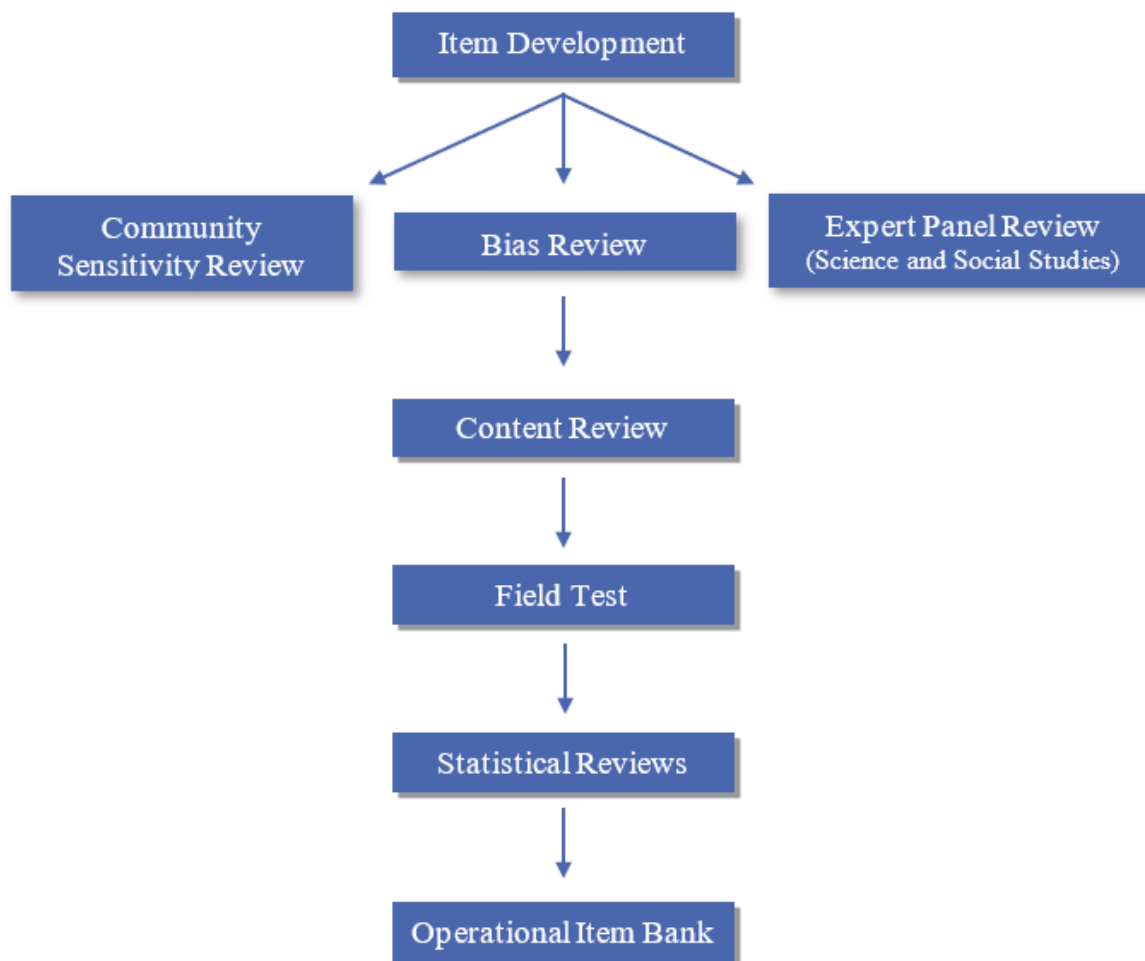 Item Development
Community
Sensitivity Review
Bias Review
Expert Panel Review
(Science and Social Studies)
Content Review
Field Test
Statistical Reviews
Operational Item Bank